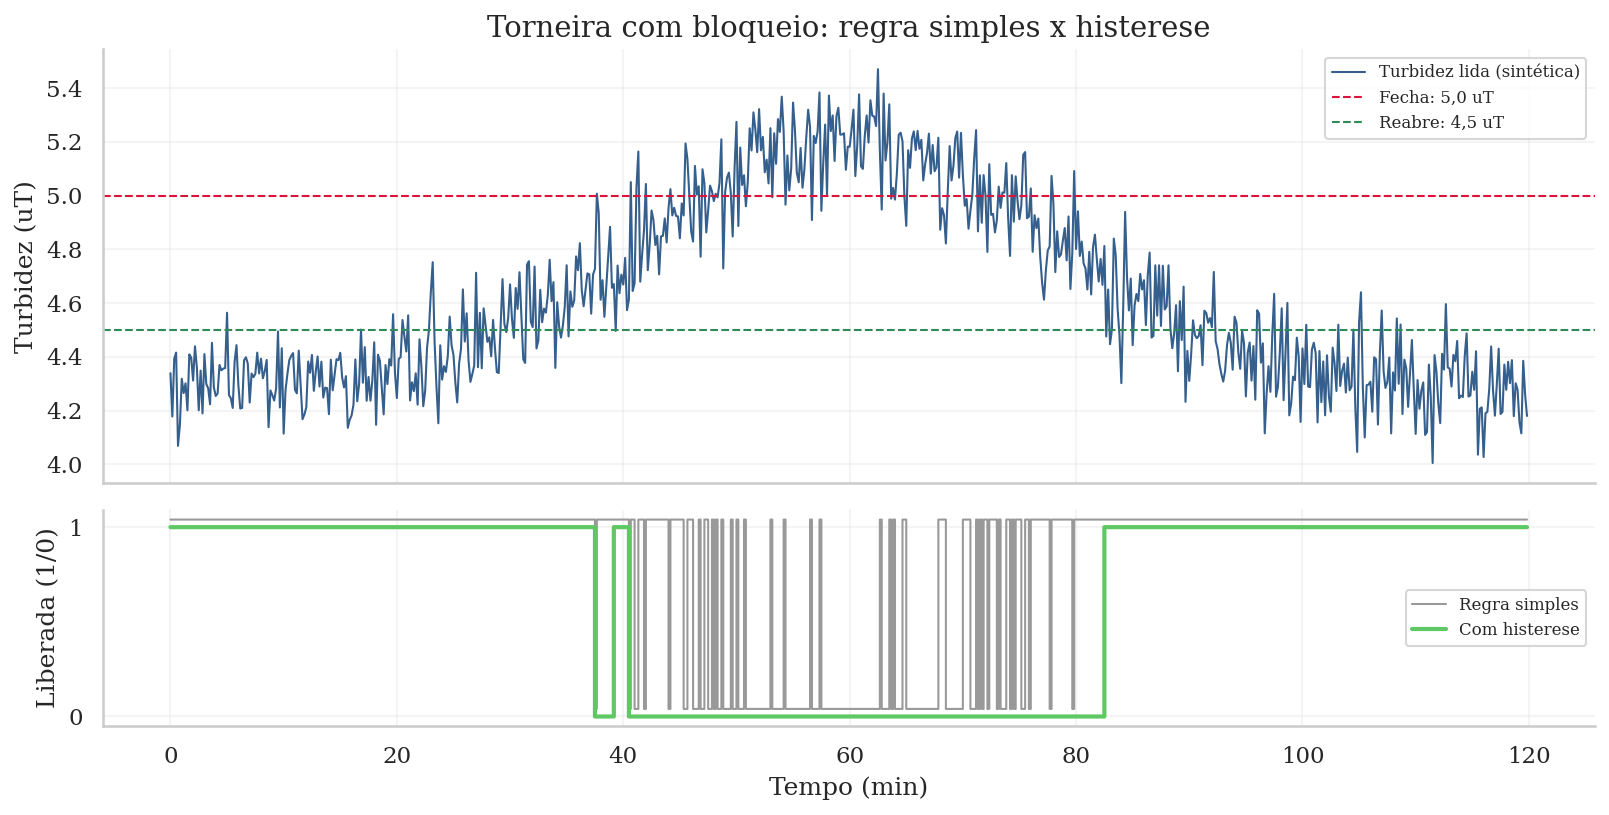 Torneira com bloqueio: regra simples x histerese
Turbidez (uT)
5.4
5.2
5.0
4.8
4.6
4.4
4.2
4.0
Turbidez lida (sintética)
Fecha: 5,0 uT
Reabre: 4,5 uT
Liberada (1/0)
1
0
Regra simples
Com histerese
0
20
40
60
80
100
120
Tempo (min)